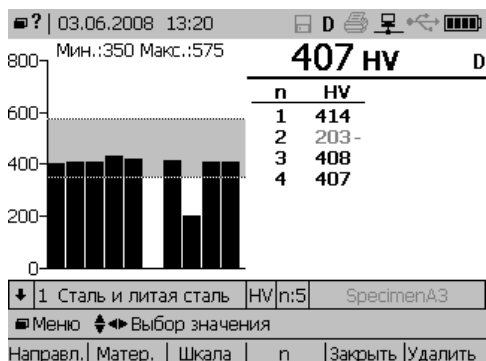 ? 03.06.2008 13:20 D
Мин.:350 Макс.:575
407 HV D
n HV
1 414
2 203-
3 408
4 407
800
600
400
200
0
1 Сталь и литая сталь HV n:5 SpecimenA3
Меню Выбор значения
Направл. Матер. Шкала n Закрыть Удалить